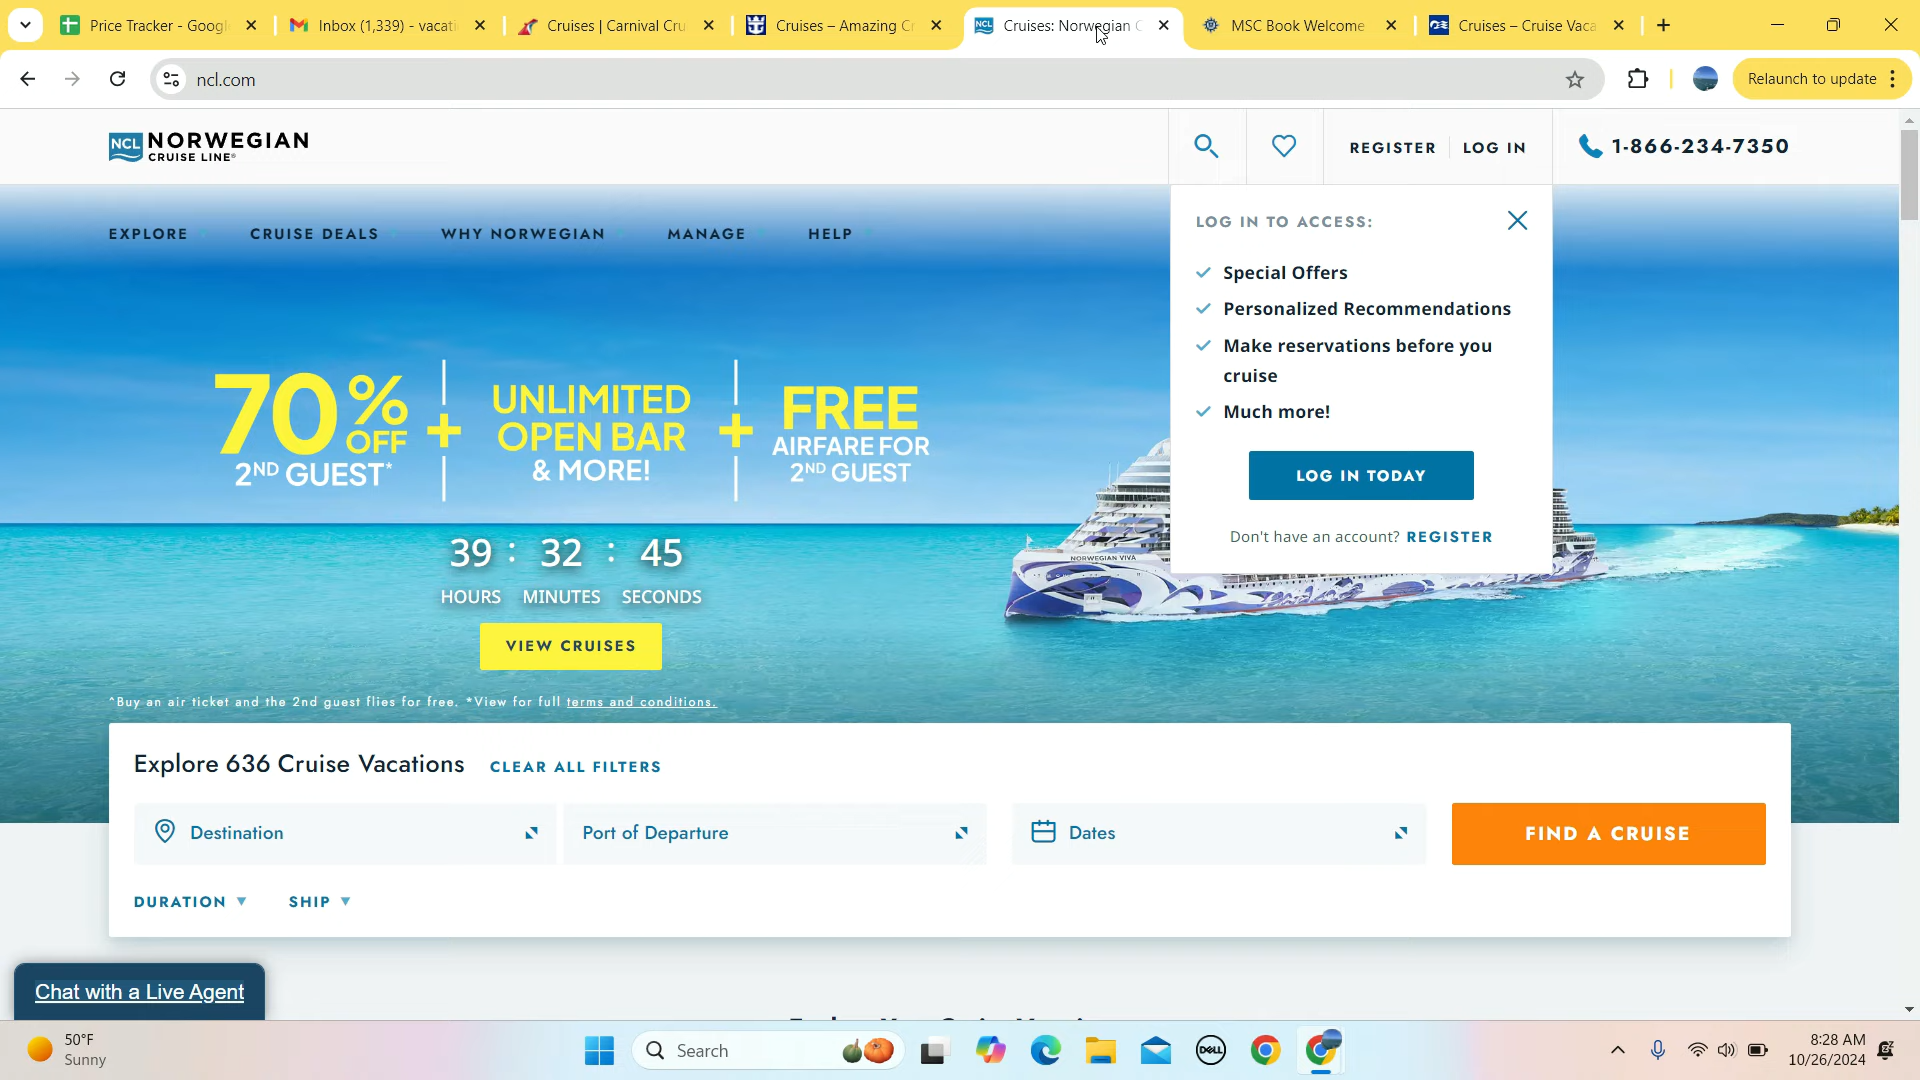 Price Tracker - Googl
Inbox (1,339) - vacati
Cruises | Carnival Cru
Cruises – Amazing Cr
NCL
Cruises: Norwegian C
MSC Book Welcome
Cruises – Cruise Vaca
ncl.com
Relaunch to update
NCL NORWEGIAN
CRUISE LINE®
REGISTER
LOG IN
1-866-234-7350
EXPLORE
CRUISE DEALS
WHY NORWEGIAN
MANAGE
HELP
LOG IN TO ACCESS:
Special Offers
Personalized Recommendations
Make reservations before you
cruise
Much more!
LOG IN TODAY
Don't have an account? REGISTER
70% OFF
2ND GUEST*
+
UNLIMITED
OPEN BAR
& MORE!
+
FREE
AIRFARE FOR
2ND GUEST
39 : 32 : 45
HOURS MINUTES SECONDS
VIEW CRUISES
NORWEGIAN VIVA
^Buy an air ticket and the 2nd guest flies for free. *View for full terms and conditions.
Explore 636 Cruise Vacations
CLEAR ALL FILTERS
Destination
Port of Departure
Dates
FIND A CRUISE
DURATION
SHIP
Chat with a Live Agent
50°F
Sunny
Search
DELL
8:28 AM
10/26/2024